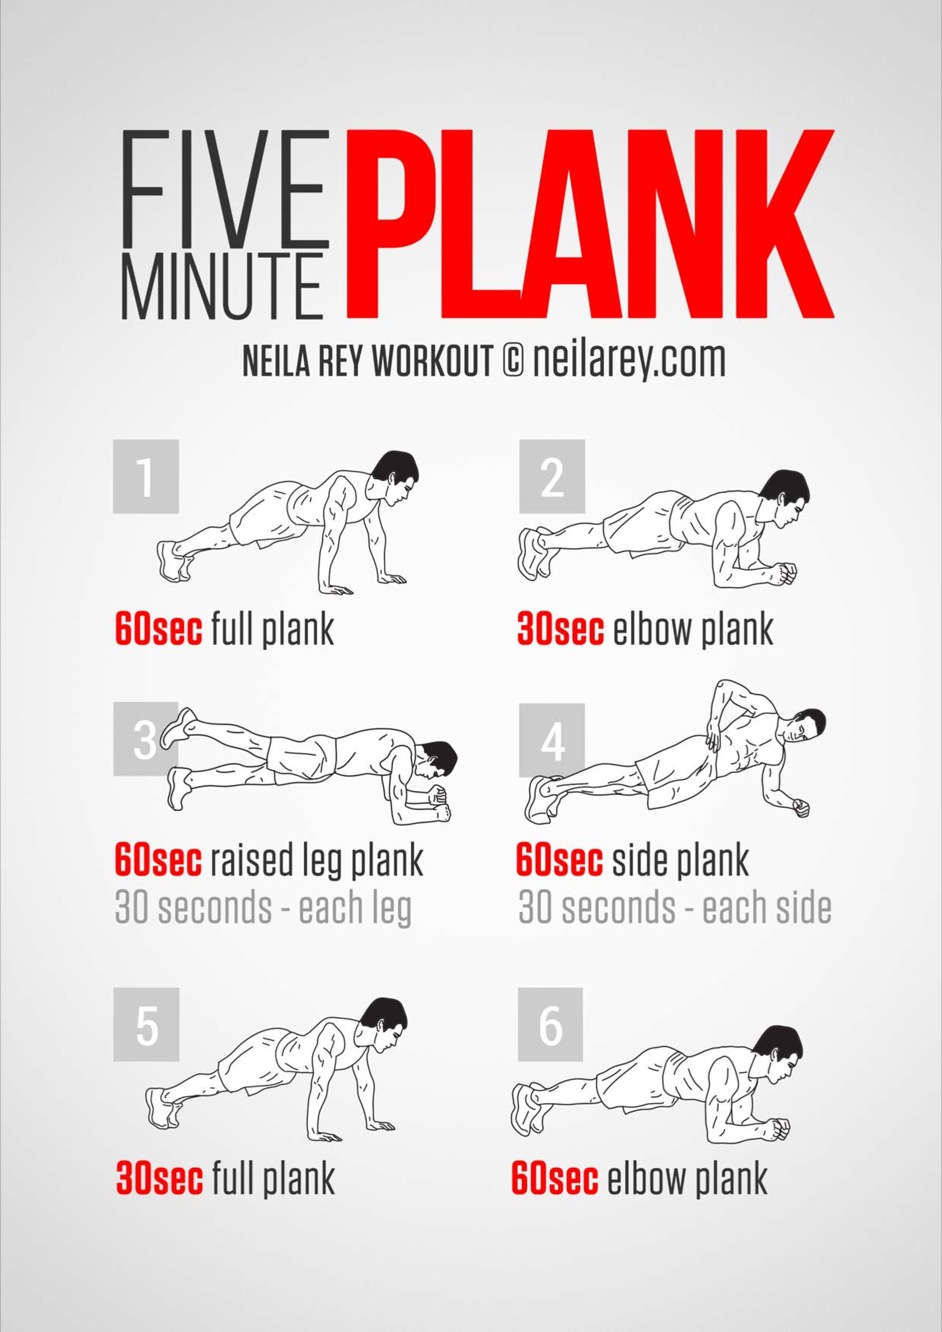 FIVE
MINUTE
PLANK
NEILA REY WORKOUT © neilarey.com
1
60sec full plank
2
30sec elbow plank
3
60sec raised leg plank
30 seconds - each leg
4
60sec side plank
30 seconds - each side
5
30sec full plank
6
60sec elbow plank